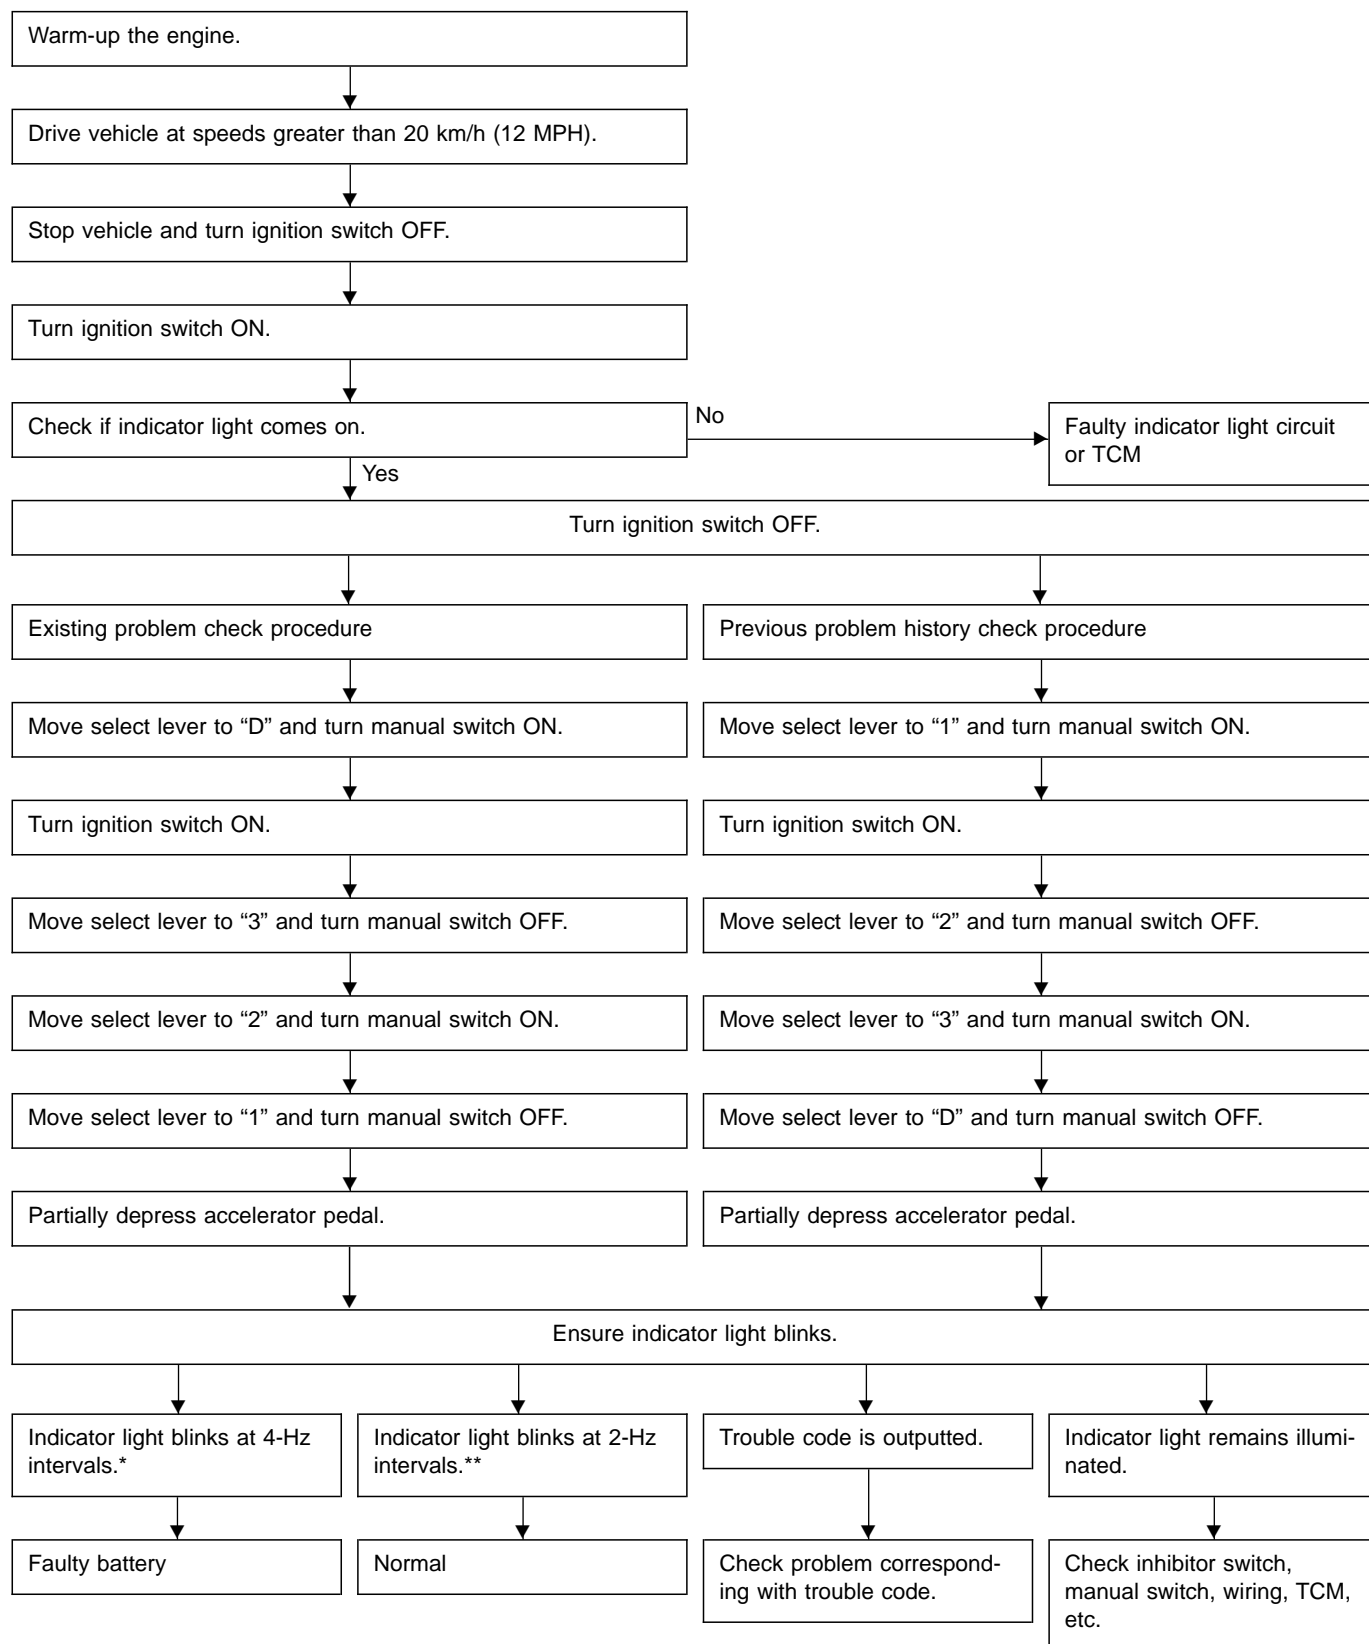 Warm-up the engine.
Drive vehicle at speeds greater than 20 km/h (12 MPH).
Stop vehicle and turn ignition switch OFF.
Turn ignition switch ON.
Check if indicator light comes on.
No
Faulty indicator light circuit
or TCM
Yes
Turn ignition switch OFF.
Existing problem check procedure
Previous problem history check procedure
Move select lever to “D” and turn manual switch ON.
Move select lever to “1” and turn manual switch ON.
Turn ignition switch ON.
Turn ignition switch ON.
Move select lever to “3” and turn manual switch OFF.
Move select lever to “2” and turn manual switch OFF.
Move select lever to “2” and turn manual switch ON.
Move select lever to “3” and turn manual switch ON.
Move select lever to “1” and turn manual switch OFF.
Move select lever to “D” and turn manual switch OFF.
Partially depress accelerator pedal.
Partially depress accelerator pedal.
Ensure indicator light blinks.
Indicator light blinks at 4-Hz
intervals.*
Indicator light blinks at 2-Hz
intervals.**
Trouble code is outputted.
Indicator light remains illumi-
nated.
Faulty battery
Normal
Check problem correspond-
ing with trouble code.
Check inhibitor switch,
manual switch, wiring, TCM,
etc.